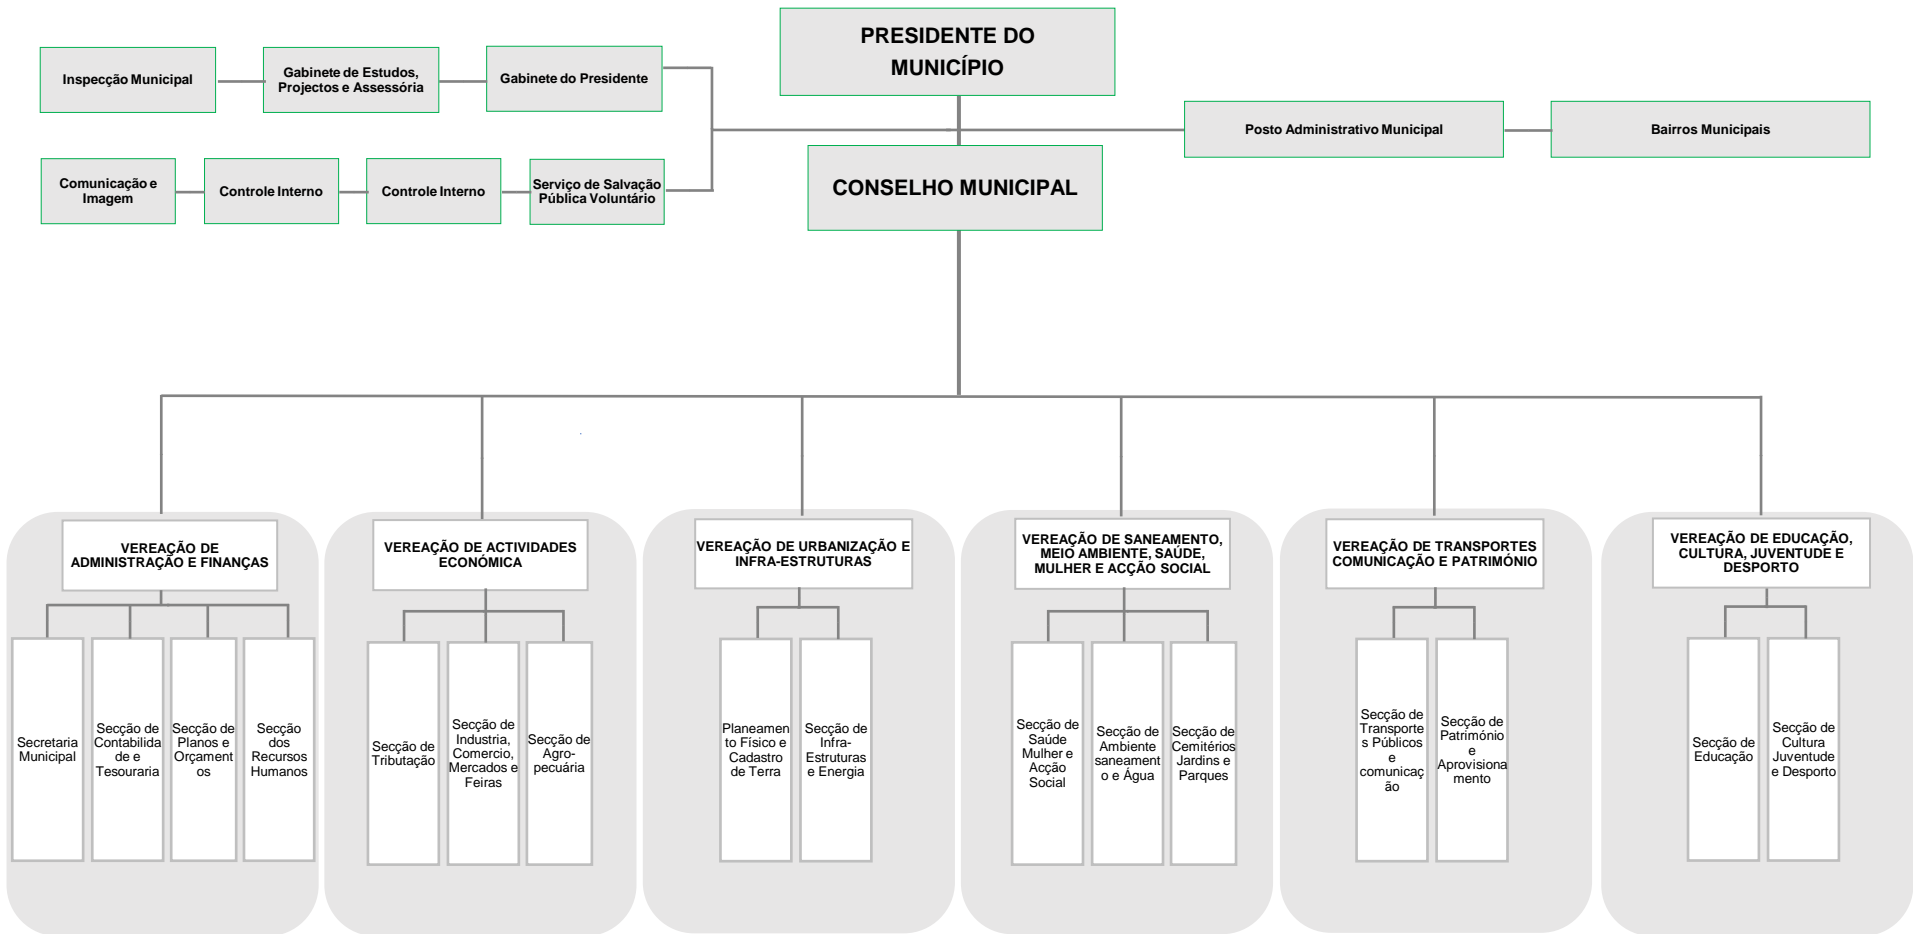 PRESIDENTE DO
MUNICÍPIO
Inspecção Municipal
Gabinete de Estudos,
Projectos e Assessória
Gabinete do Presidente
Posto Administrativo Municipal
Bairros Municipais
Comunicação e
Imagem
Controle Interno
Controle Interno
Serviço de Salvação
Pública Voluntário
CONSELHO MUNICIPAL
VEREAÇÃO DE
ADMINISTRAÇÃO E FINANÇAS
VEREAÇÃO DE ACTIVIDADES
ECONÓMICA
VEREAÇÃO DE URBANIZAÇÃO E
INFRA-ESTRUTURAS
VEREAÇÃO DE SANEAMENTO,
MEIO AMBIENTE, SAÚDE,
MULHER E ACÇÃO SOCIAL
VEREAÇÃO DE TRANSPORTES
COMUNICAÇÃO E PATRIMÓNIO
VEREAÇÃO DE EDUCAÇÃO,
CULTURA, JUVENTUDE E
DESPORTO
Secretaria
Municipal
Secção de
Contabilida
de e
Tesouraria
Secção de
Planos e
Orçament
os
Secção
dos
Recursos
Humanos
Secção de
Tributação
Secção de
Industria,
Comercio,
Mercados e
Feiras
Secção de
Agro-
pecuária
Planeamen
to Físico e
Cadastro
de Terra
Secção de
Infra-
Estruturas
e Energia
Secção de
Saúde
Mulher e
Acção
Social
Secção de
Ambiente
saneament
o e Água
Secção de
Cemitérios
Jardins e
Parques
Secção de
Transporte
s Públicos
e
comunicaç
ão
Secção de
Património
e
Aprovisiona
mento
Secção de
Educação
Secção de
Cultura
Juventude
e Desporto